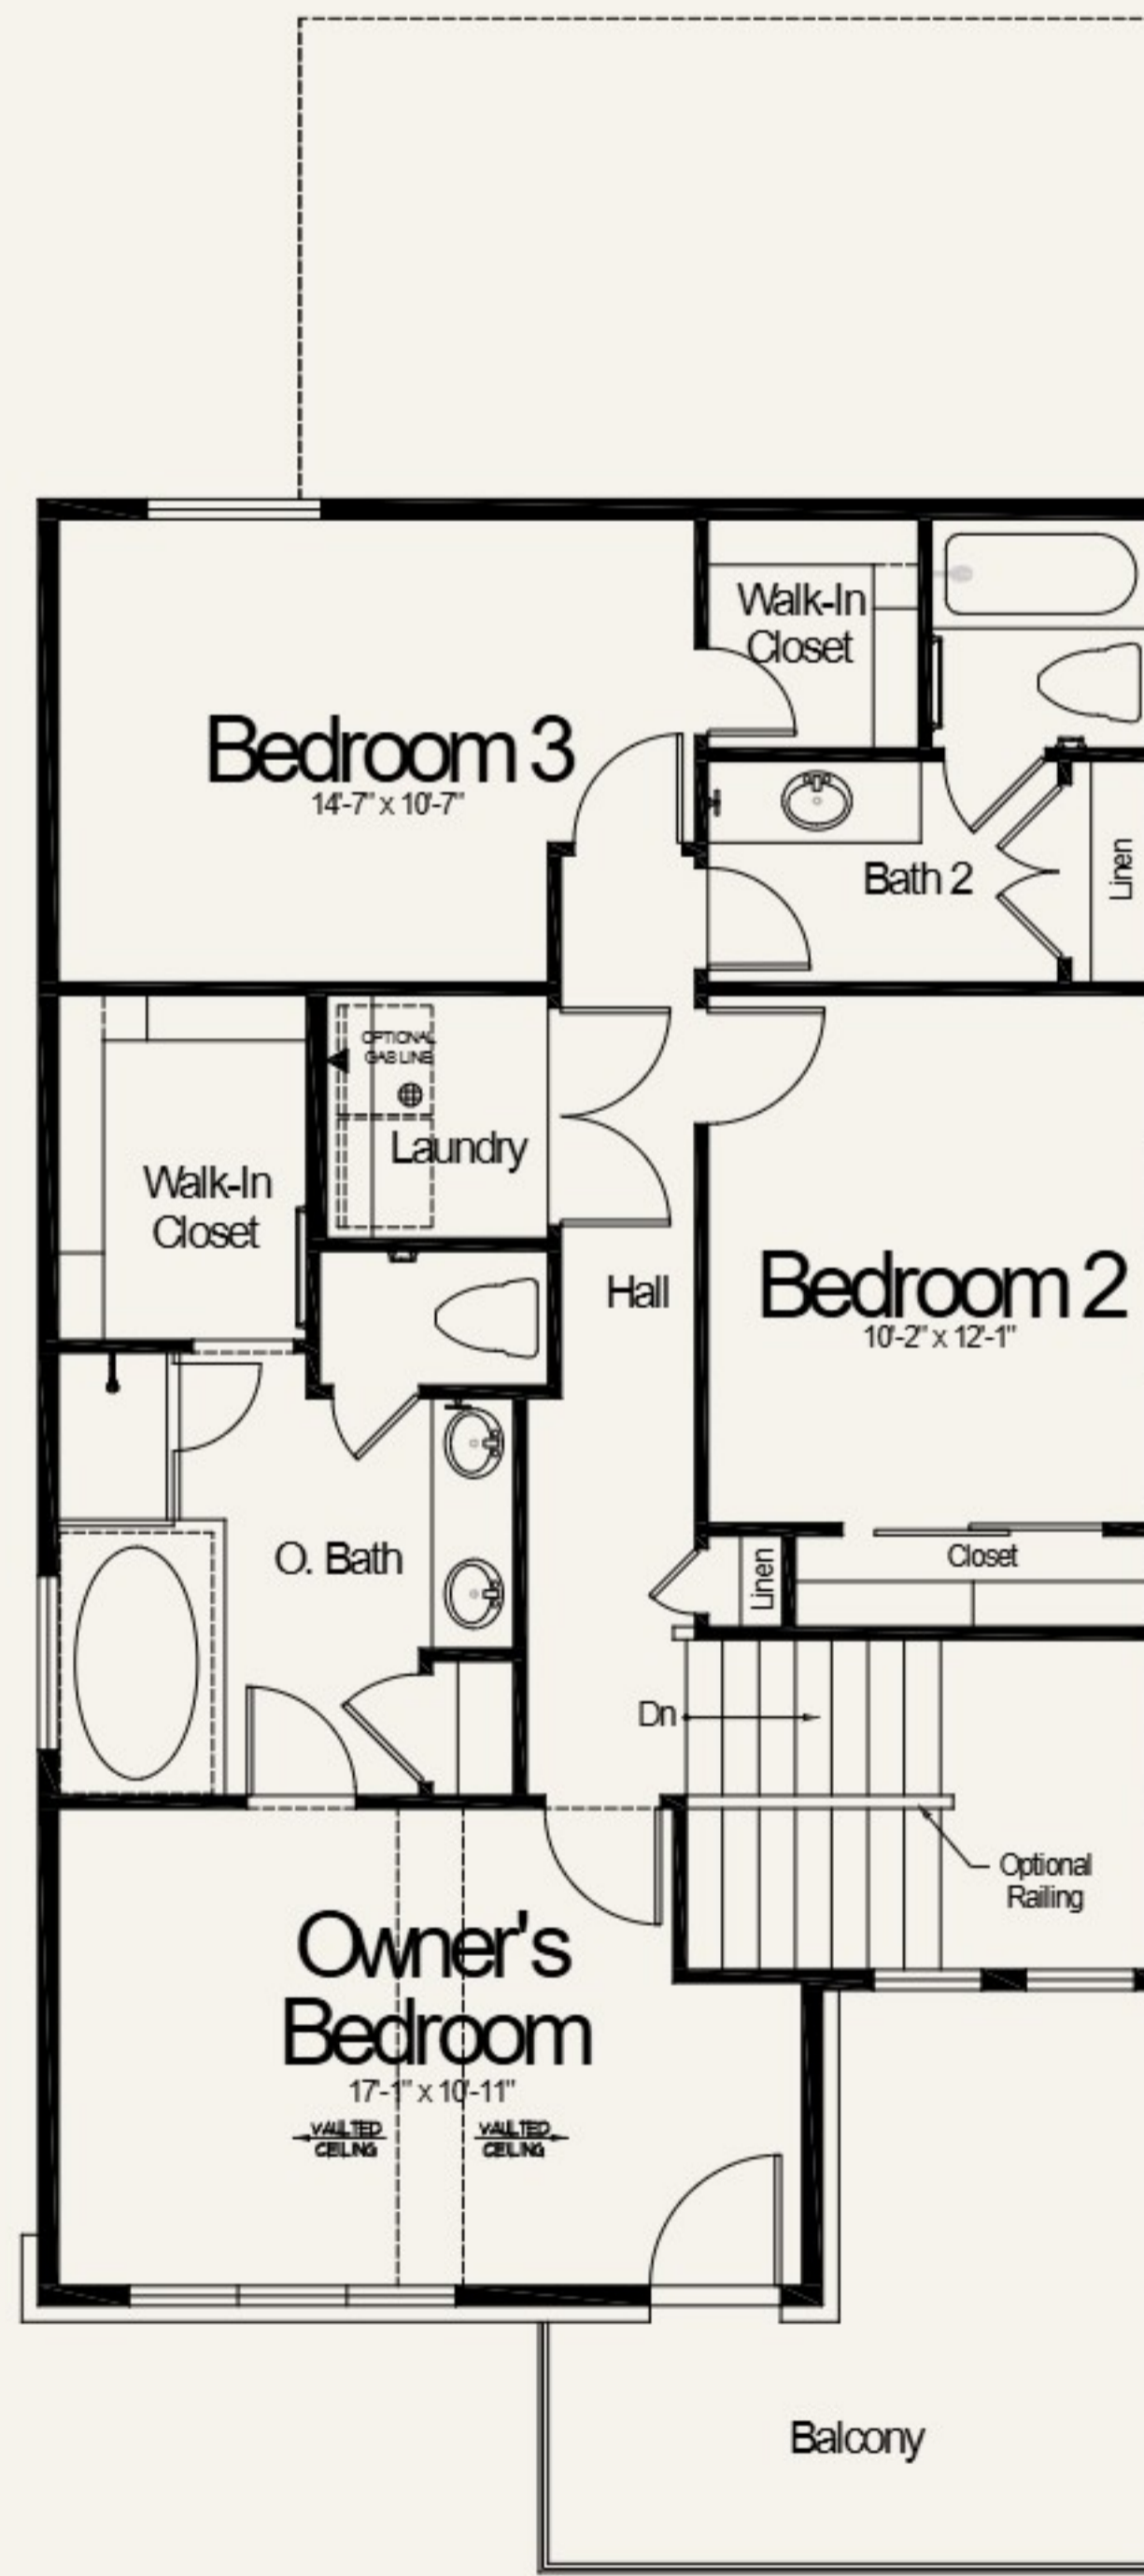 Walk-In
Closet
Bedroom 3
14'-7" x 10'-7"
Bath 2
Linen
OPTIONAL
GAS LINE
Laundry
Walk-In
Closet
Hall
Bedroom 2
10'-2" x 12'-1"
O. Bath
Linen
Closet
Dn
Optional
Railing
Owner's
Bedroom
17'-1" x 10'-11"
VAULTED
CEILING
VAULTED
CEILING
Balcony